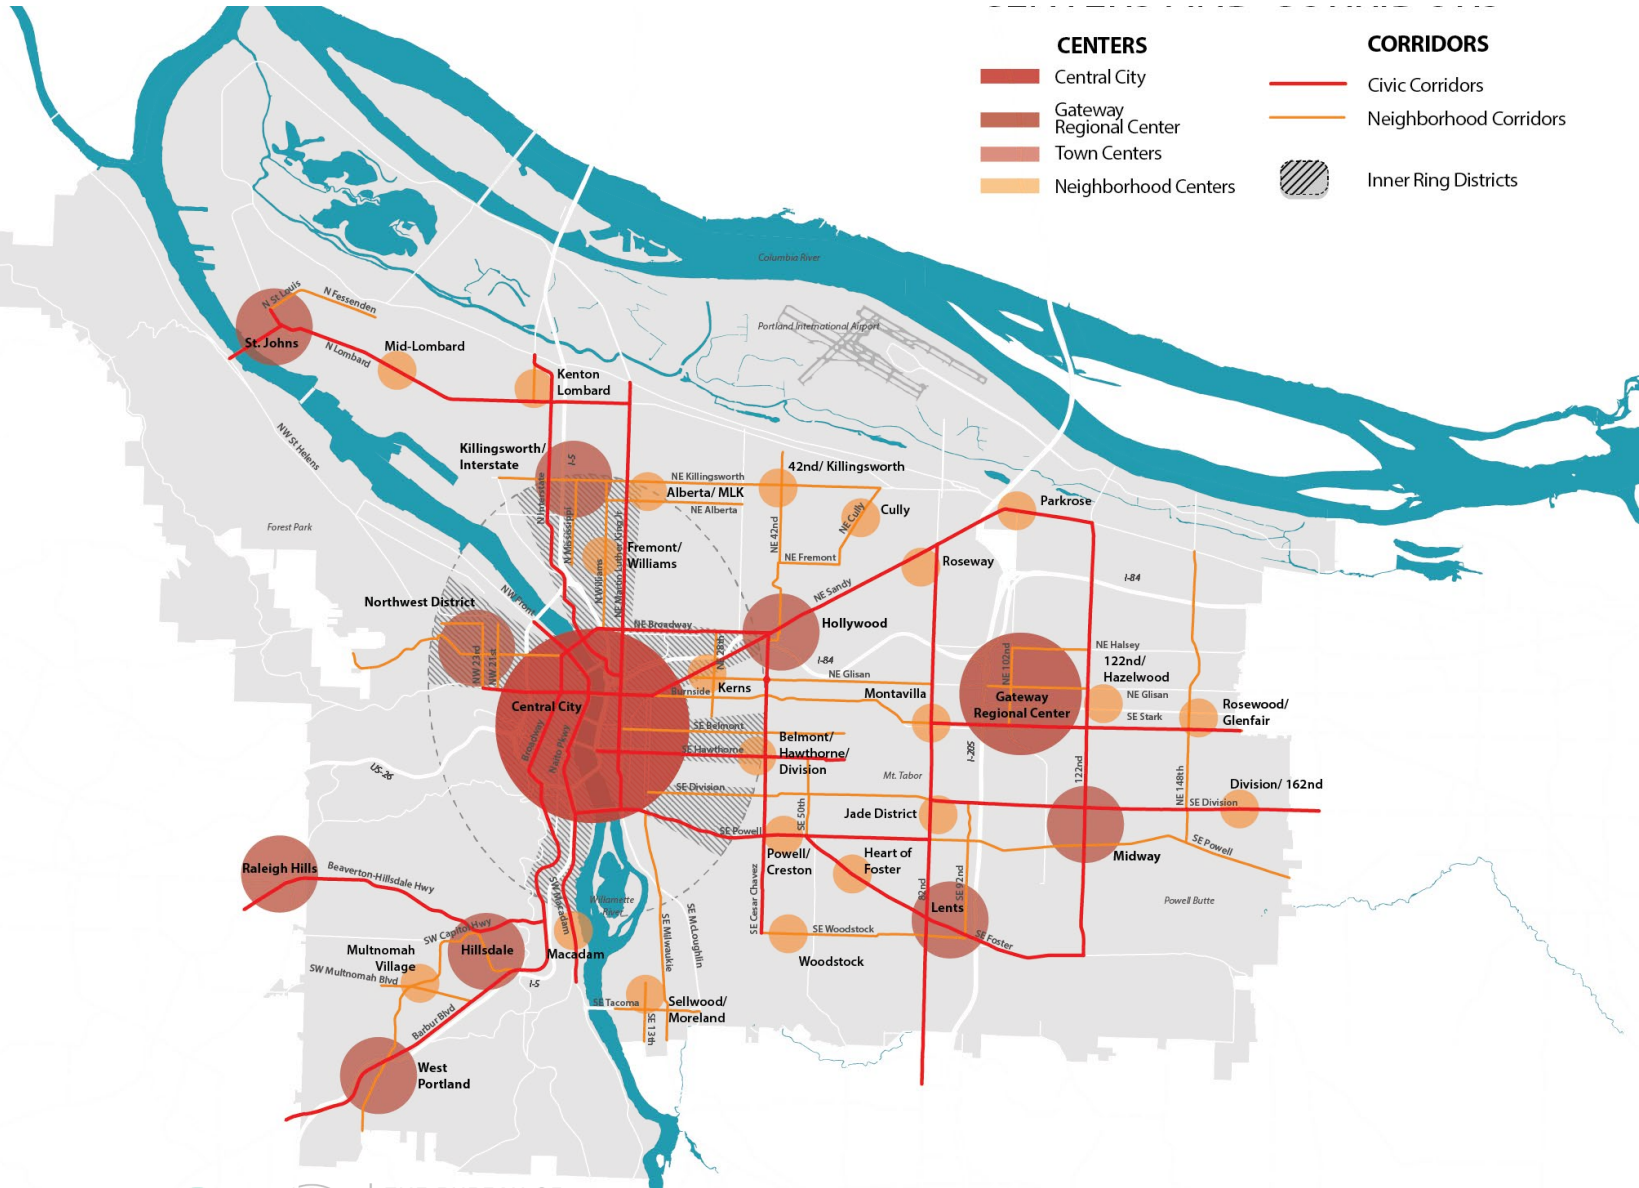 CENTERS AND CORRIDORS
CENTERS
Central City
Gateway
Regional Center
Town Centers
Neighborhood Centers
CORRIDORS
Civic Corridors
Neighborhood Corridors
Inner Ring Districts
Columbia River
Portland International Airport
N St Louis
N Fessenden
St. Johns
N Lombard
Mid-Lombard
Kenton
Lombard
NW St Helens
Killingsworth/
Interstate
I-5
NE Killingsworth
42nd/ Killingsworth
Alberta/ MLK
NE Alberta
N Interstate
N Mississippi
NE Martin Luther King Jr
NE 42nd
NE Cully
Cully
Parkrose
Forest Park
Fremont/
Williams
N Williams
NE Fremont
Roseway
I-84
NE Sandy
Northwest District
NW Front
NE Broadway
Hollywood
NE 28th
I-84
NE Halsey
NW 23rd
NW 21st
NE 102nd
122nd/
Hazelwood
NE Glisan
Kerns
Burnside
Montavilla
Gateway
Regional Center
NE Glisan
SE Stark
Rosewood/
Glenfair
Central City
Broadway
Naito Pkwy
SE Belmont
SE Hawthorne
Belmont/
Hawthorne/
Division
I-205
122nd
US-26
Mt. Tabor
NE 148th
Division/ 162nd
SE Division
SE Division
SE 50th
Jade District
SE Powell
SE Powell
Midway
Powell/
Creston
Heart of
Foster
Raleigh Hills
Beaverton-Hillsdale Hwy
SE Cesar Chavez
82nd
SE 92nd
SW Macadam
Willamette
River
Powell Butte
Lents
SW Capitol Hwy
Hillsdale
SE Milwaukie
SE McLoughlin
SE Woodstock
SE Foster
Multnomah
Village
Macadam
Woodstock
SW Multnomah Blvd
I-5
SE Tacoma
Sellwood/
Moreland
SE 13th
Barbur Blvd
West
Portland